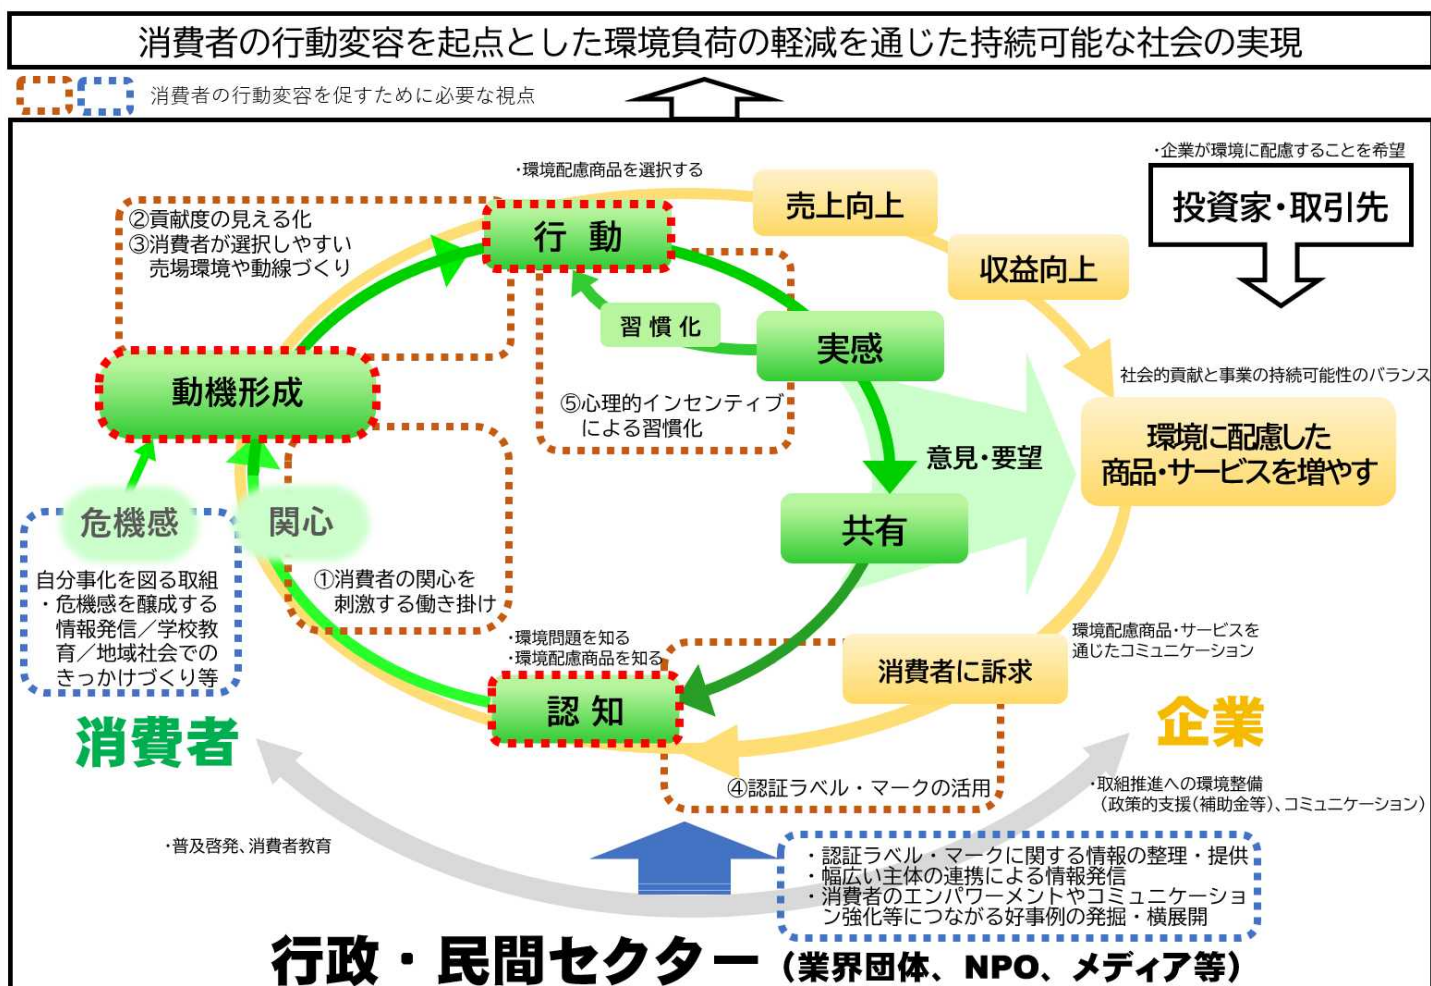 消費者の行動変容を起点とした環境負荷の軽減を通じた持続可能な社会の実現
消費者の行動変容を促すために必要な視点
・企業が環境に配慮することを希望
投資家・取引先
・環境配慮商品を選択する
売上向上
②貢献度の見える化
③消費者が選択しやすい
売場環境や動線づくり
行 動
収益向上
習 慣 化
実感
動機形成
社会的貢献と事業の持続可能性のバランス
⑤心理的インセンティブ
による習慣化
意見・要望
環境に配慮した
商品・サービスを増やす
危機感
関心
共有
自分事化を図る取組
・危機感を醸成する
情報発信／学校教
育／地域社会での
きっかけづくり等
①消費者の関心を
刺激する働き掛け
・環境問題を知る
・環境配慮商品を知る
環境配慮商品・サービスを
通じたコミュニケーション
消費者に訴求
認 知
消費者
企業
④認証ラベル・マークの活用
・取組推進への環境整備
（政策的支援（補助金等）、コミュニケーション）
・普及啓発、消費者教育
・認証ラベル・マークに関する情報の整理・提供
・幅広い主体の連携による情報発信
・消費者のエンパワーメントやコミュニケーショ
ン強化等につながる好事例の発掘・横展開
行政・民間セクター（業界団体、NPO、メディア等）